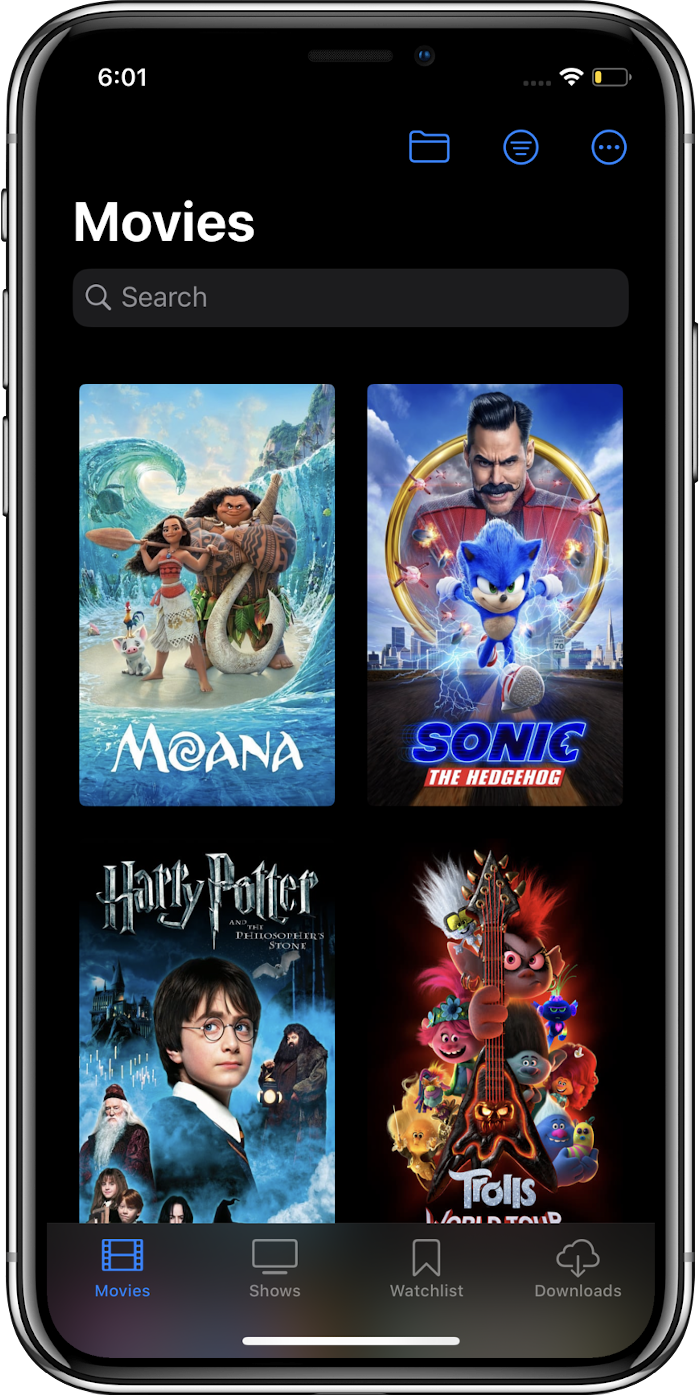 6:01
Movies
Search
MOANA
SONIC
THE HEDGEHOG
70
Harry Potter
AND THE
PHILOSOPHER'S
STONE
Trolls
WORLD TOUR
Movies
Shows
Watchlist
Downloads